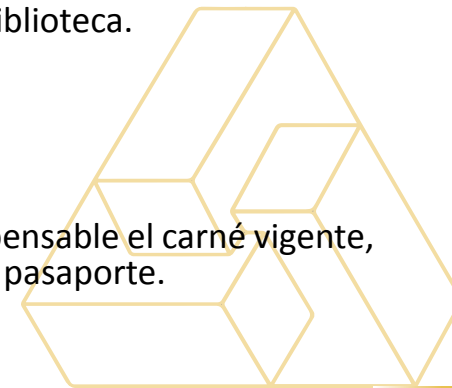 iblioteca.
pensable el carné vigente,
pasaporte.